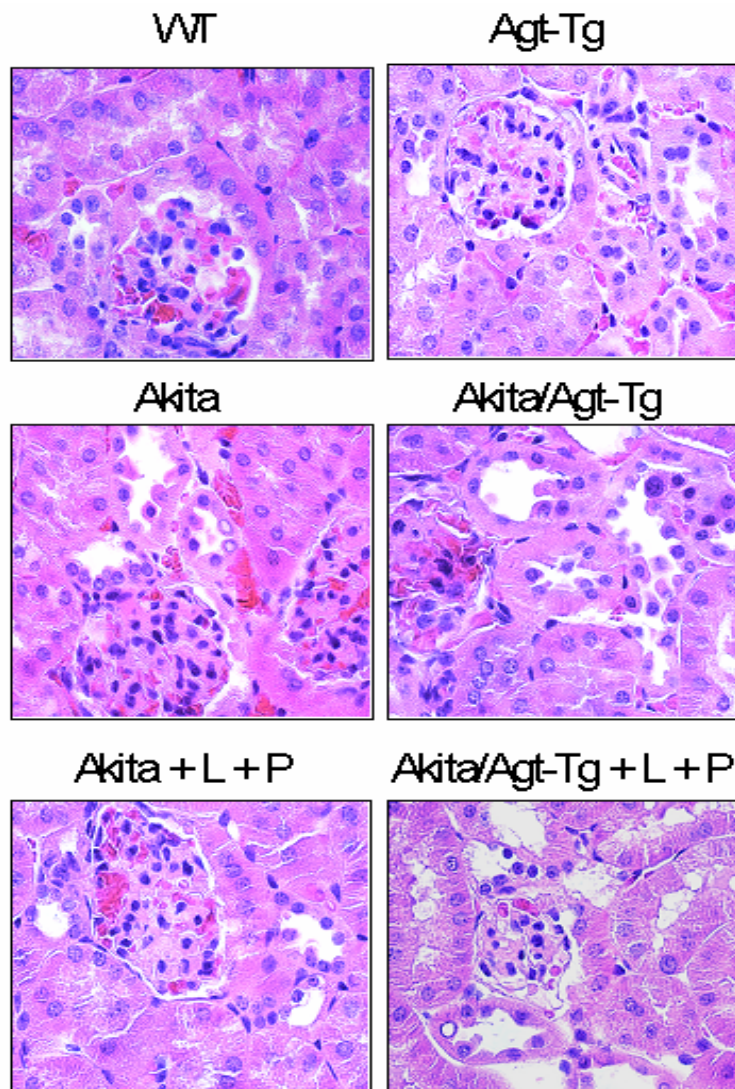 WT
Agt-Tg
Akita
Akita/Agt-Tg
Akita + L + P
Akita/Agt-Tg + L + P